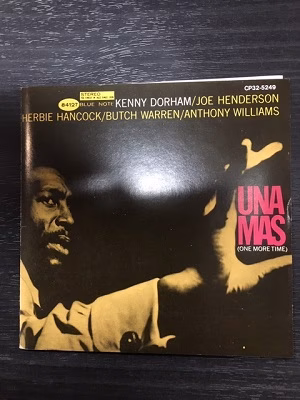 CP32-5249
STEREO
84127 BLUE NOTE KENNY DORHAM/JOE HENDERSON
HERBIE HANCOCK/BUTCH WARREN/ANTHONY WILLIAMS
UNA
MAS
(ONE MORE TIME)